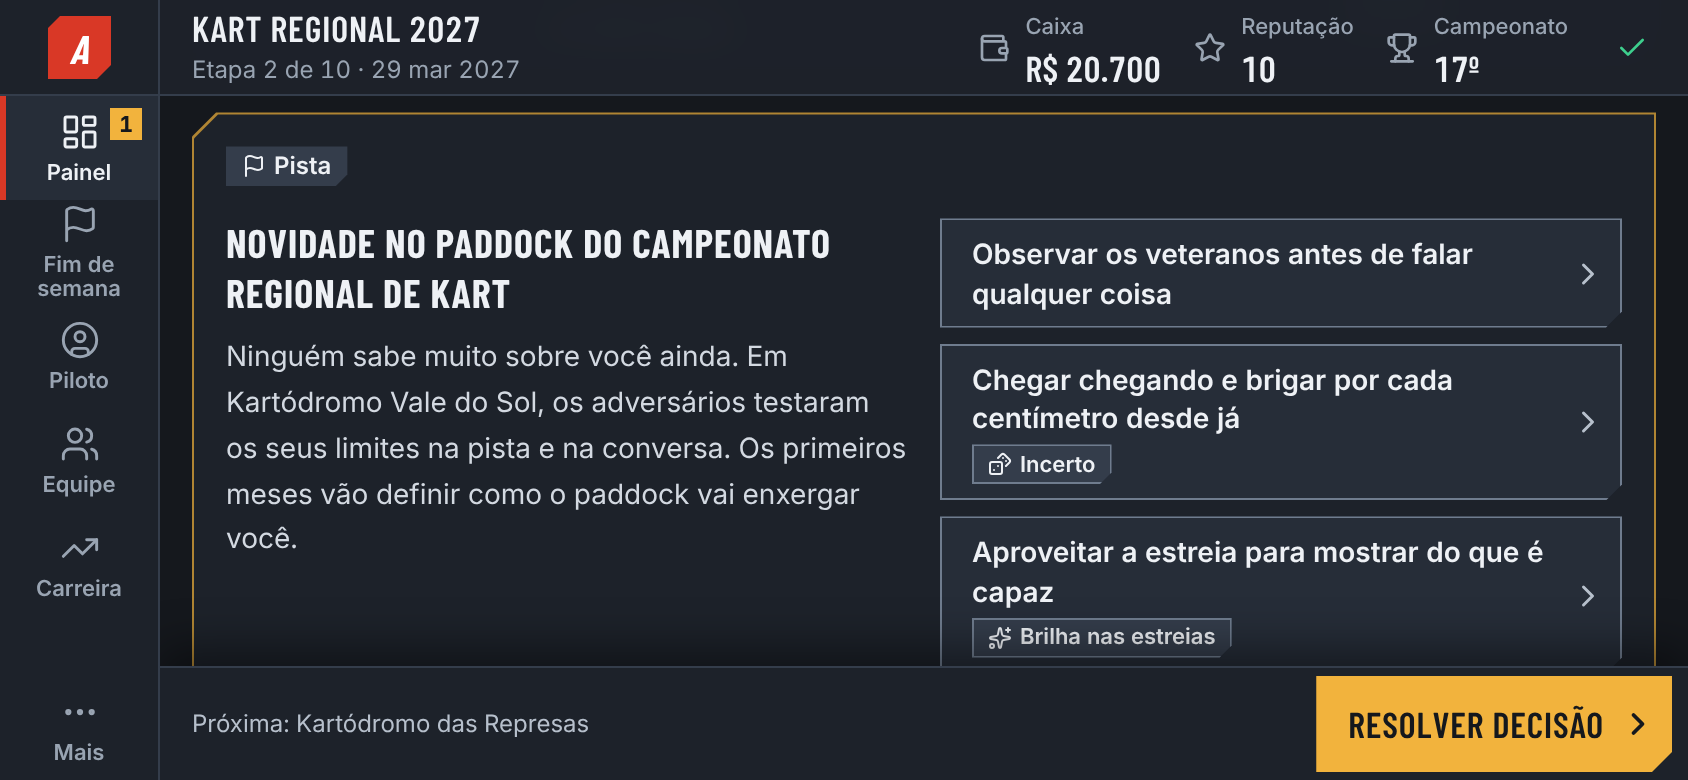 A
KART REGIONAL 2027
Etapa 2 de 10 · 29 mar 2027
Caixa
R$ 20.700
Reputação
10
Campeonato
17º
1
Painel
Fim de
semana
Piloto
Equipe
Carreira
Mais
Pista
NOVIDADE NO PADDOCK DO CAMPEONATO
REGIONAL DE KART
Ninguém sabe muito sobre você ainda. Em
Kartódromo Vale do Sol, os adversários testaram
os seus limites na pista e na conversa. Os primeiros
meses vão definir como o paddock vai enxergar
você.
Observar os veteranos antes de falar
qualquer coisa
Chegar chegando e brigar por cada
centímetro desde já
Incerto
Aproveitar a estreia para mostrar do que é
capaz
Brilha nas estreias
Próxima: Kartódromo das Represas
RESOLVER DECISÃO